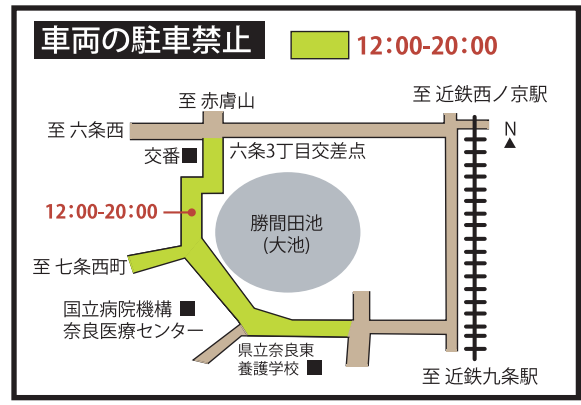 車両の駐車禁止
12:00-20:00
至 近鉄西ノ京駅
至 赤膚山
至 六条西
N
交番
六条3丁目交差点
12:00-20:00
勝間田池
(大池)
至 七条西町
国立病院機構
奈良医療センター
県立奈良東
養護学校
至 近鉄九条駅